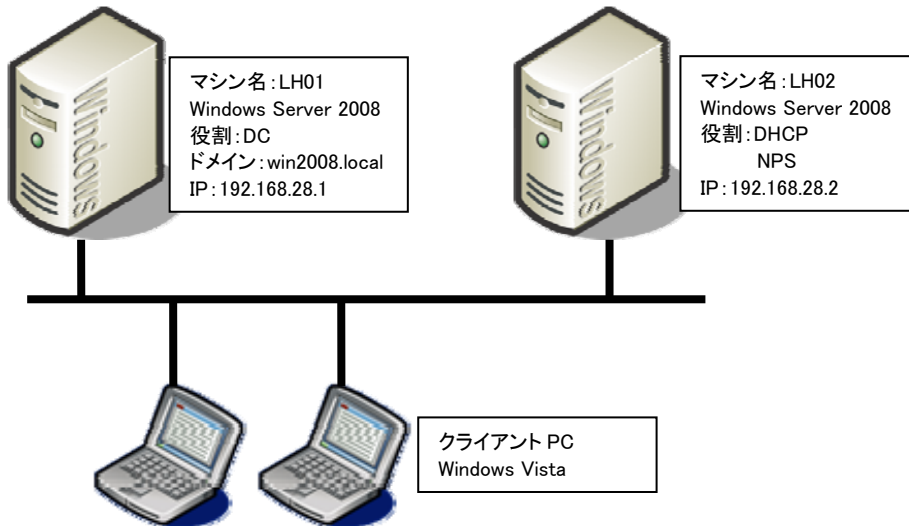 Windows
マシン名:LH01
Windows Server 2008
役割:DC
ドメイン:win2008.local
IP:192.168.28.1
Windows
マシン名:LH02
Windows Server 2008
役割:DHCP
NPS
IP:192.168.28.2
クライアント PC
Windows Vista